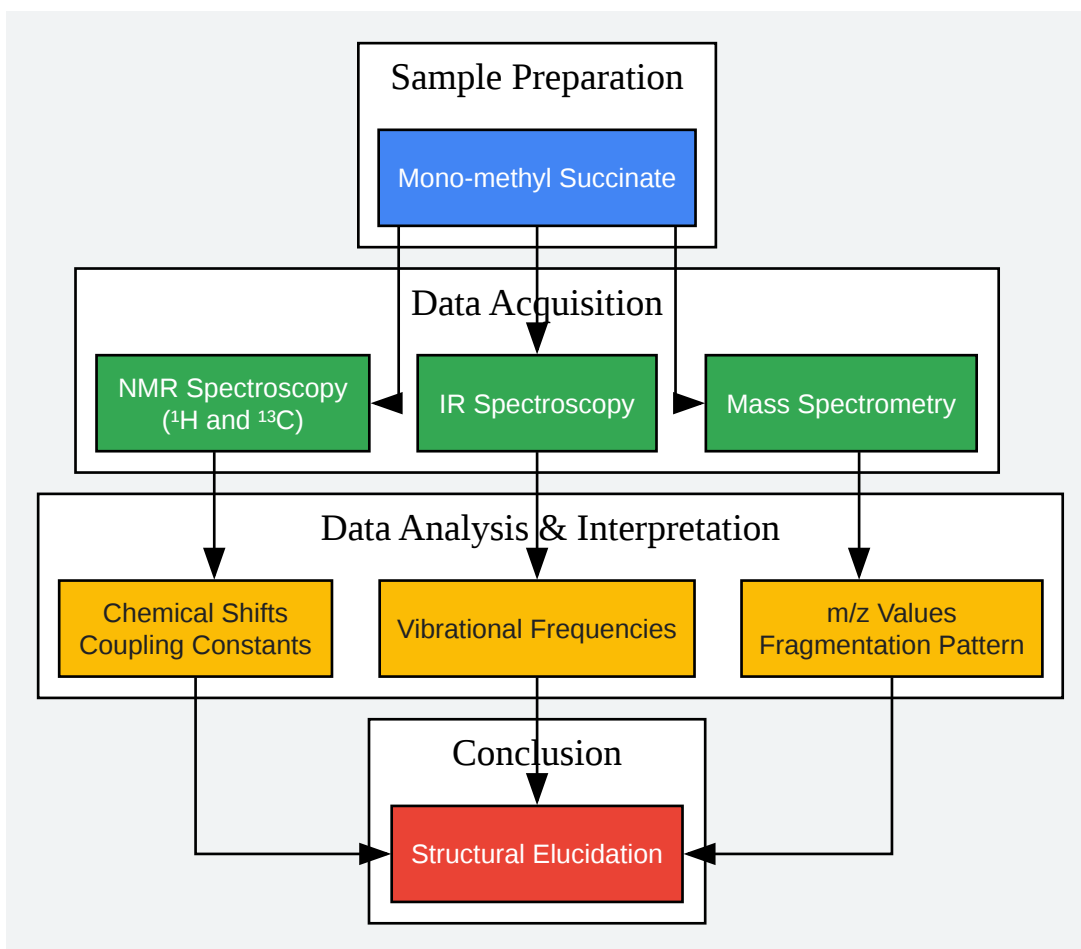 Sample Preparation
Mono-methyl Succinate
Data Acquisition
NMR Spectroscopy
(¹H and ¹³C)
IR Spectroscopy
Mass Spectrometry
Data Analysis & Interpretation
Chemical Shifts
Coupling Constants
Vibrational Frequencies
m/z Values
Fragmentation Pattern
Conclusion
Structural Elucidation